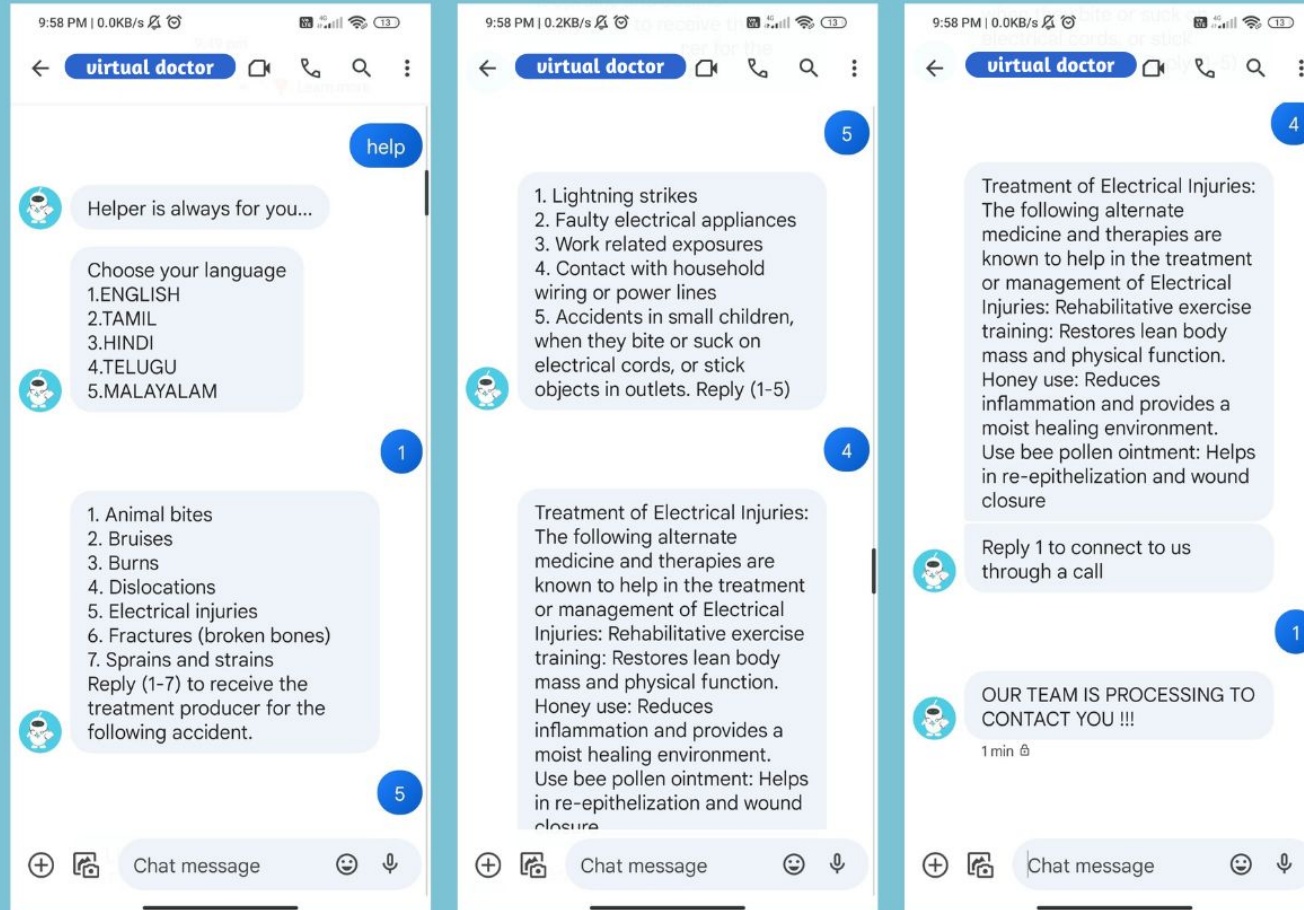 9:58 PM | 0.0KB/s
13
virtual doctor
help
Helper is always for you...
Choose your language
1.ENGLISH
2.TAMIL
3.HINDI
4.TELUGU
5.MALAYALAM
1
1. Animal bites
2. Bruises
3. Burns
4. Dislocations
5. Electrical injuries
6. Fractures (broken bones)
7. Sprains and strains
Reply (1-7) to receive the
treatment producer for the
following accident.
5
Chat message
9:58 PM | 0.2KB/s
13
virtual doctor
5
1. Lightning strikes
2. Faulty electrical appliances
3. Work related exposures
4. Contact with household
wiring or power lines
5. Accidents in small children,
when they bite or suck on
electrical cords, or stick
objects in outlets. Reply (1-5)
4
Treatment of Electrical Injuries:
The following alternate
medicine and therapies are
known to help in the treatment
or management of Electrical
Injuries: Rehabilitative exercise
training: Restores lean body
mass and physical function.
Honey use: Reduces
inflammation and provides a
moist healing environment.
Use bee pollen ointment: Helps
in re-epithelization and wound
closure
Chat message
9:58 PM | 0.0KB/s
13
virtual doctor
4
Treatment of Electrical Injuries:
The following alternate
medicine and therapies are
known to help in the treatment
or management of Electrical
Injuries: Rehabilitative exercise
training: Restores lean body
mass and physical function.
Honey use: Reduces
inflammation and provides a
moist healing environment.
Use bee pollen ointment: Helps
in re-epithelization and wound
closure
Reply 1 to connect to us
through a call
1
OUR TEAM IS PROCESSING TO
CONTACT YOU !!!
1 min
Chat message